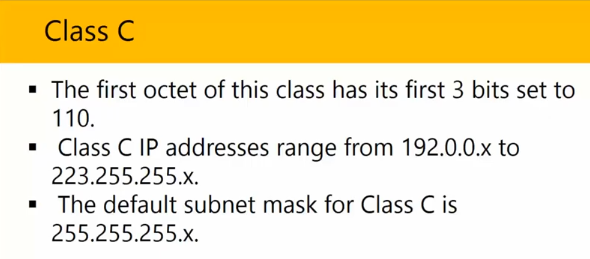 Class C
▪ The first octet of this class has its first 3 bits set to
110.
▪ Class C IP addresses range from 192.0.0.x to
223.255.255.x.
▪ The default subnet mask for Class C is
255.255.255.x.